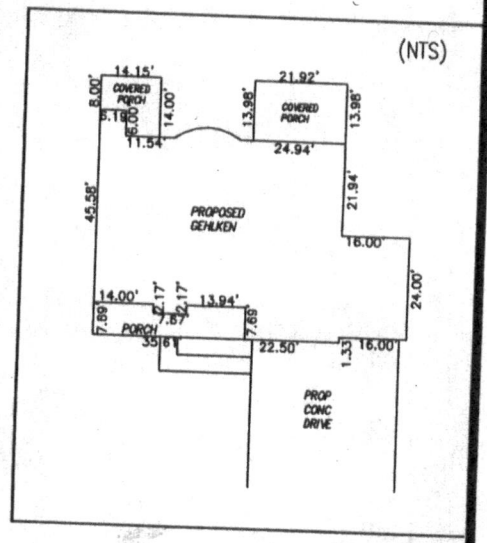 (NTS)
14.15'
21.92'
8.00'
COVERED
PORCH
14.00'
13.98'
COVERED
PORCH
13.98'
6.19'
6.00'
11.54'
24.94'
21.94'
45.58'
PROPOSED
GEHLKEN
16.00'
24.00'
14.00'
2.17'
2.17'
13.94'
7.67'
7.69'
PORCH
7.69'
35.61'
22.50'
1.33'
16.00'
PROP
CONC
DRIVE